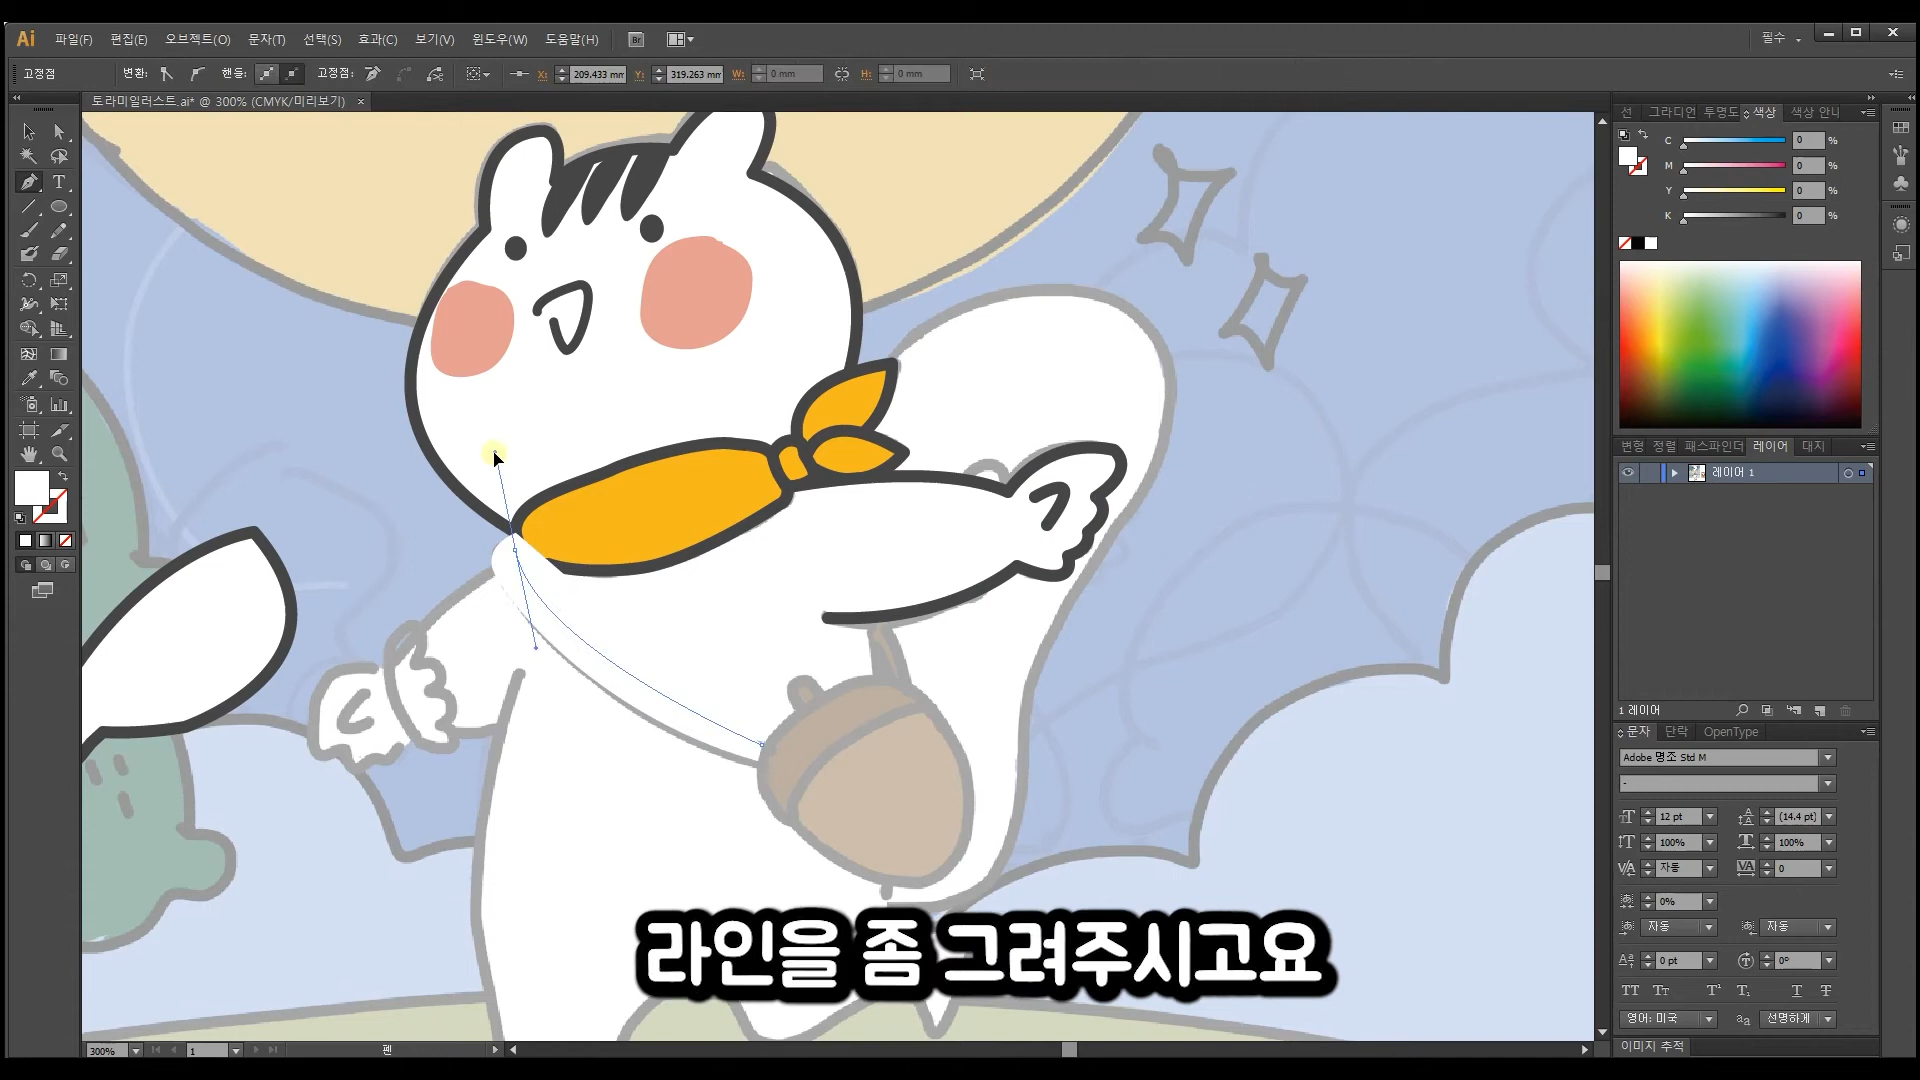 Ai 파일(F) 편집(E) 오브젝트(O) 문자(T) 선택(S) 효과(C) 보기(V) 윈도우(W) 도움말(H) Br 필수
고정점 변환: 핸들: 고정점: X: 209.433 mm Y: 319.263 mm W: 0 mm H: 0 mm
토라미일러스트.ai* @ 300% (CMYK/미리보기) ×
선 그라디언 투명도 색상 색상 안내
C 0 %
M 0 %
Y 0 %
K 0 %
변형 정렬 패스파인더 레이어 대지
레이어 1
1 레이어
문자 단락 OpenType
Adobe 명조 Std M
-
12 pt (14.4 pt)
100% 100%
자동 0
0%
자동 자동
0 pt 0°
TT Tr T¹ T₁ T T
영어: 미국 aa 선명하게
이미지 추적
라인을 좀 그려주시고요
300% 1 펜